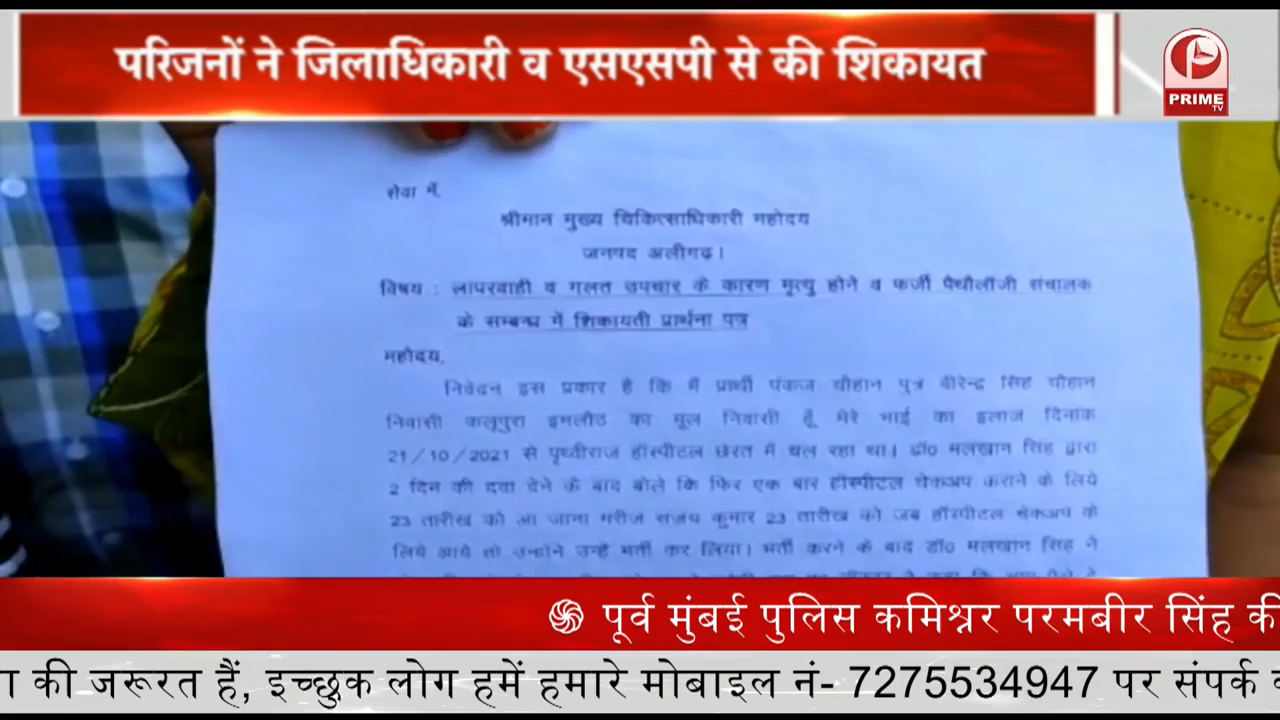 परिजनों ने जिलाधिकारी व एसएसपी से की शिकायत
PRIME
TV
सेवा में,
श्रीमान मुख्य चिकित्साधिकारी महोदय
जनपद अलीगढ़।
विषय : लापरवाही व गलत उपचार के कारण मृत्यु होने व फर्जी पैथौलॉजी संचालक
के सम्बन्ध में शिकायती प्रार्थना पत्र
महोदय,
निवेदन इस प्रकार है कि मैं प्रार्थी पंकज चौहान पुत्र वीरेन्द्र सिंह चौहान
निवासी कलूपुरा इमलौठ का मूल निवासी हूँ मेरे भाई का इलाज दिनांक
21/10/2021 से पृथ्वीराज हॉस्पीटल छेरत में चल रहा था। डॉ0 मलखान सिंह द्वारा
2 दिन की दवा देने के बाद बोले कि फिर एक बार हॉस्पीटल चेकअप कराने के लिये
23 तारीख को आ जाना मरीज संजय कुमार 23 तारीख को जब हॉस्पीटल चेकअप के
लिये आये तो उन्होंने उन्हें भर्ती कर लिया। भर्ती करने के बाद डॉ0 मलखान सिंह ने
पूर्व मुंबई पुलिस कमिश्नर परमबीर सिंह की
की जरूरत हैं, इच्छुक लोग हमें हमारे मोबाइल नं- 7275534947 पर संपर्क